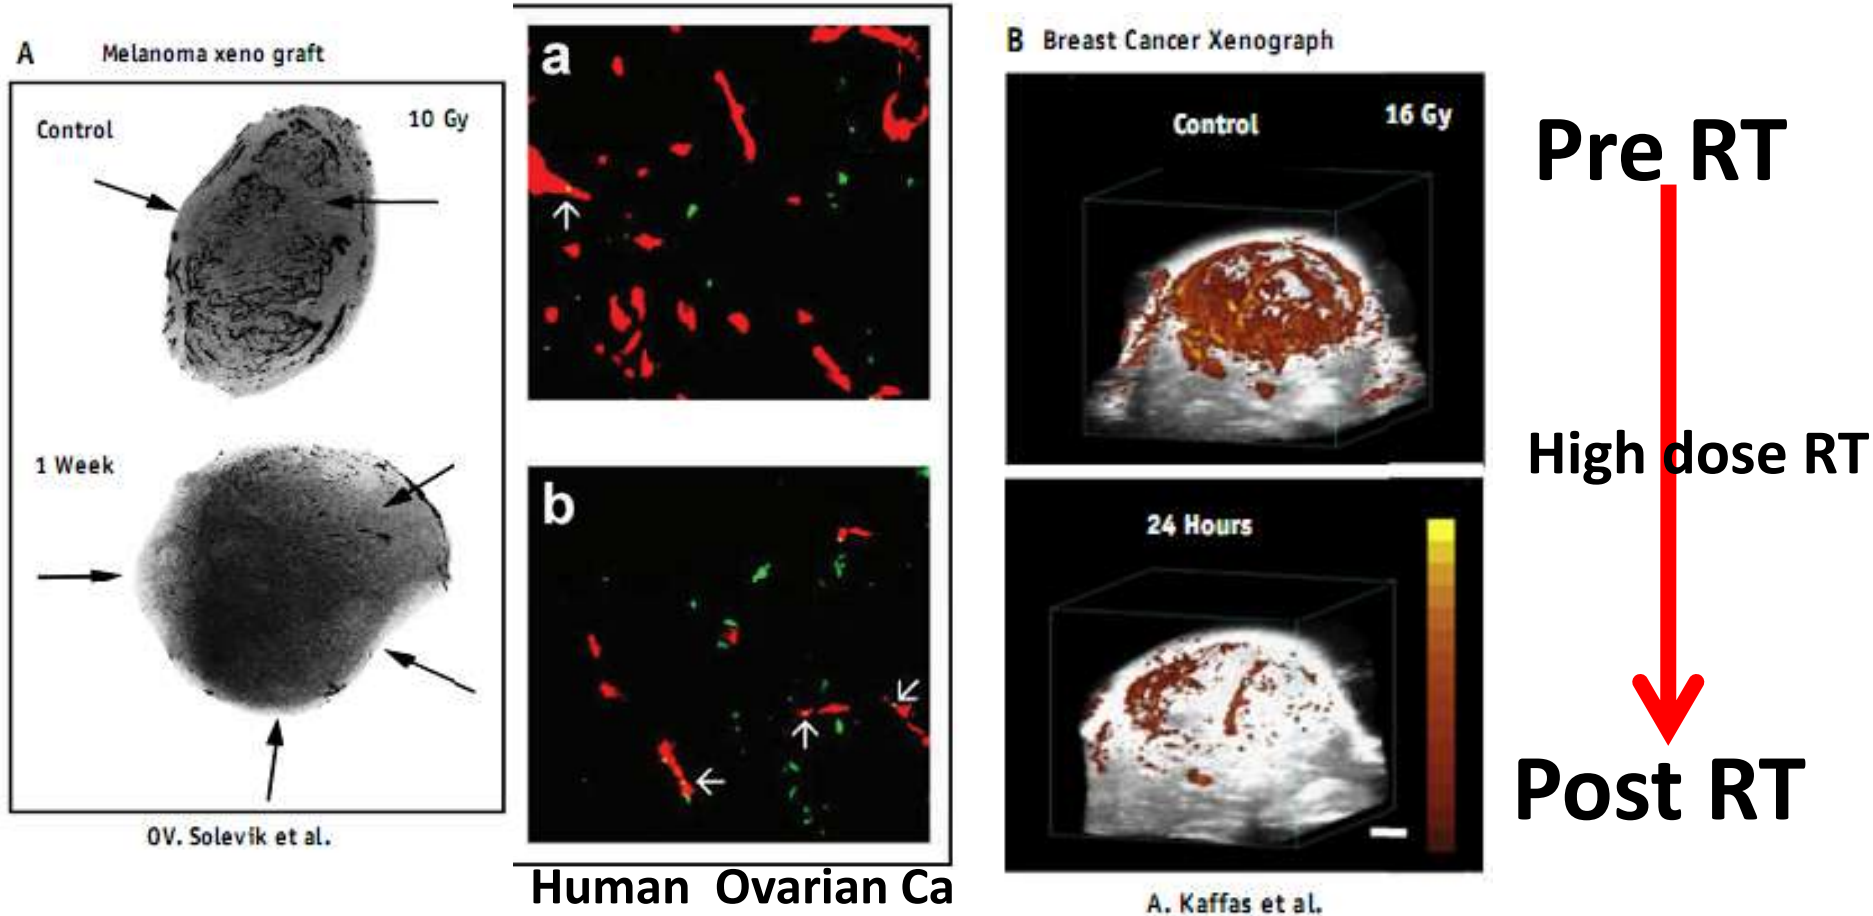 A Melanoma xeno graft
Control
10 Gy
1 Week
OV. Solevik et al.
a
b
Human Ovarian Ca
B Breast Cancer Xenograph
Control
16 Gy
24 Hours
A. Kaffas et al.
Pre RT
High dose RT
Post RT